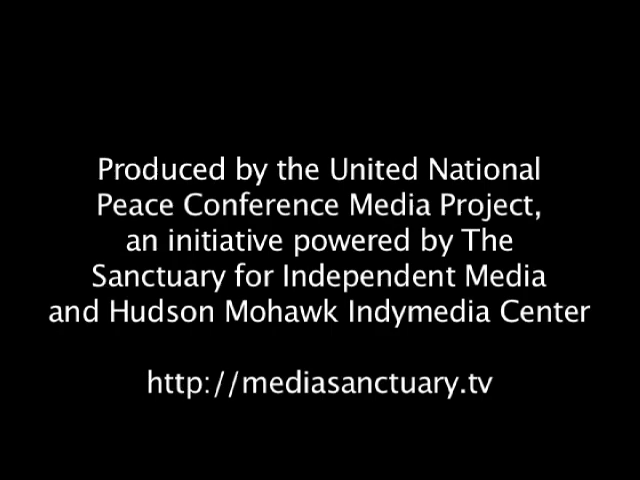 Produced by the United National
Peace Conference Media Project,
an initiative powered by The
Sanctuary for Independent Media
and Hudson Mohawk Indymedia Center
http://mediasanctuary.tv